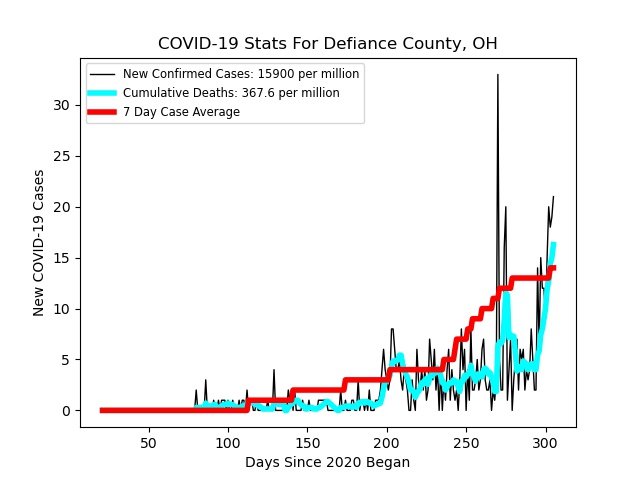 COVID-19 Stats For Defiance County, OH
New Confirmed Cases: 15900 per million
Cumulative Deaths: 367.6 per million
7 Day Case Average
New COVID-19 Cases
30
25
20
15
10
5
0
50 100 150 200 250 300
Days Since 2020 Began